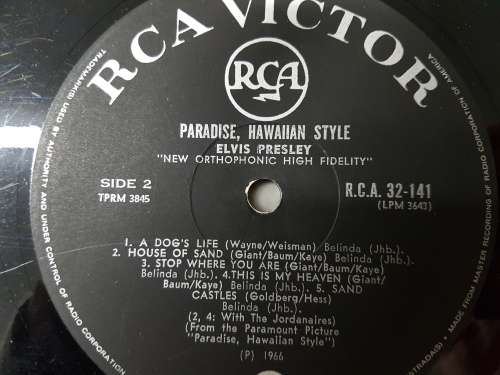 RCA VICTOR
RCA
PARADISE, HAWAIIAN STYLE
ELVIS PRESLEY
"NEW ORTHOPHONIC HIGH FIDELITY"
SIDE 2
TPRM 3845
R.C.A. 32-141
(LPM 3643)
1. A DOG'S LIFE (Wayne/Weisman) Belinda (Jhb.).
2. HOUSE OF SAND (Giant/Baum/Kaye) Belinda (Jhb.).
3. STOP WHERE YOU ARE (Giant/Baum/Kaye)
Belinda (Jhb.). 4.THIS IS MY HEAVEN (Giant/
Baum/Kaye) Belinda (Jhb.). 5. SAND
CASTLES (Goldberg/Hess)
Belinda (Jhb.).
(2, 4: With The Jordanaires)
(From the Paramount Picture
"Paradise, Hawaiian Style")
(P) 1966
TRADEMARK(S) USED BY AUTHORITY AND UNDER CONTROL OF RADIO CORPORATION
OF AMERICA
MADE FROM MASTER RECORDING OF RADIO CORPORATION OF AMERICA